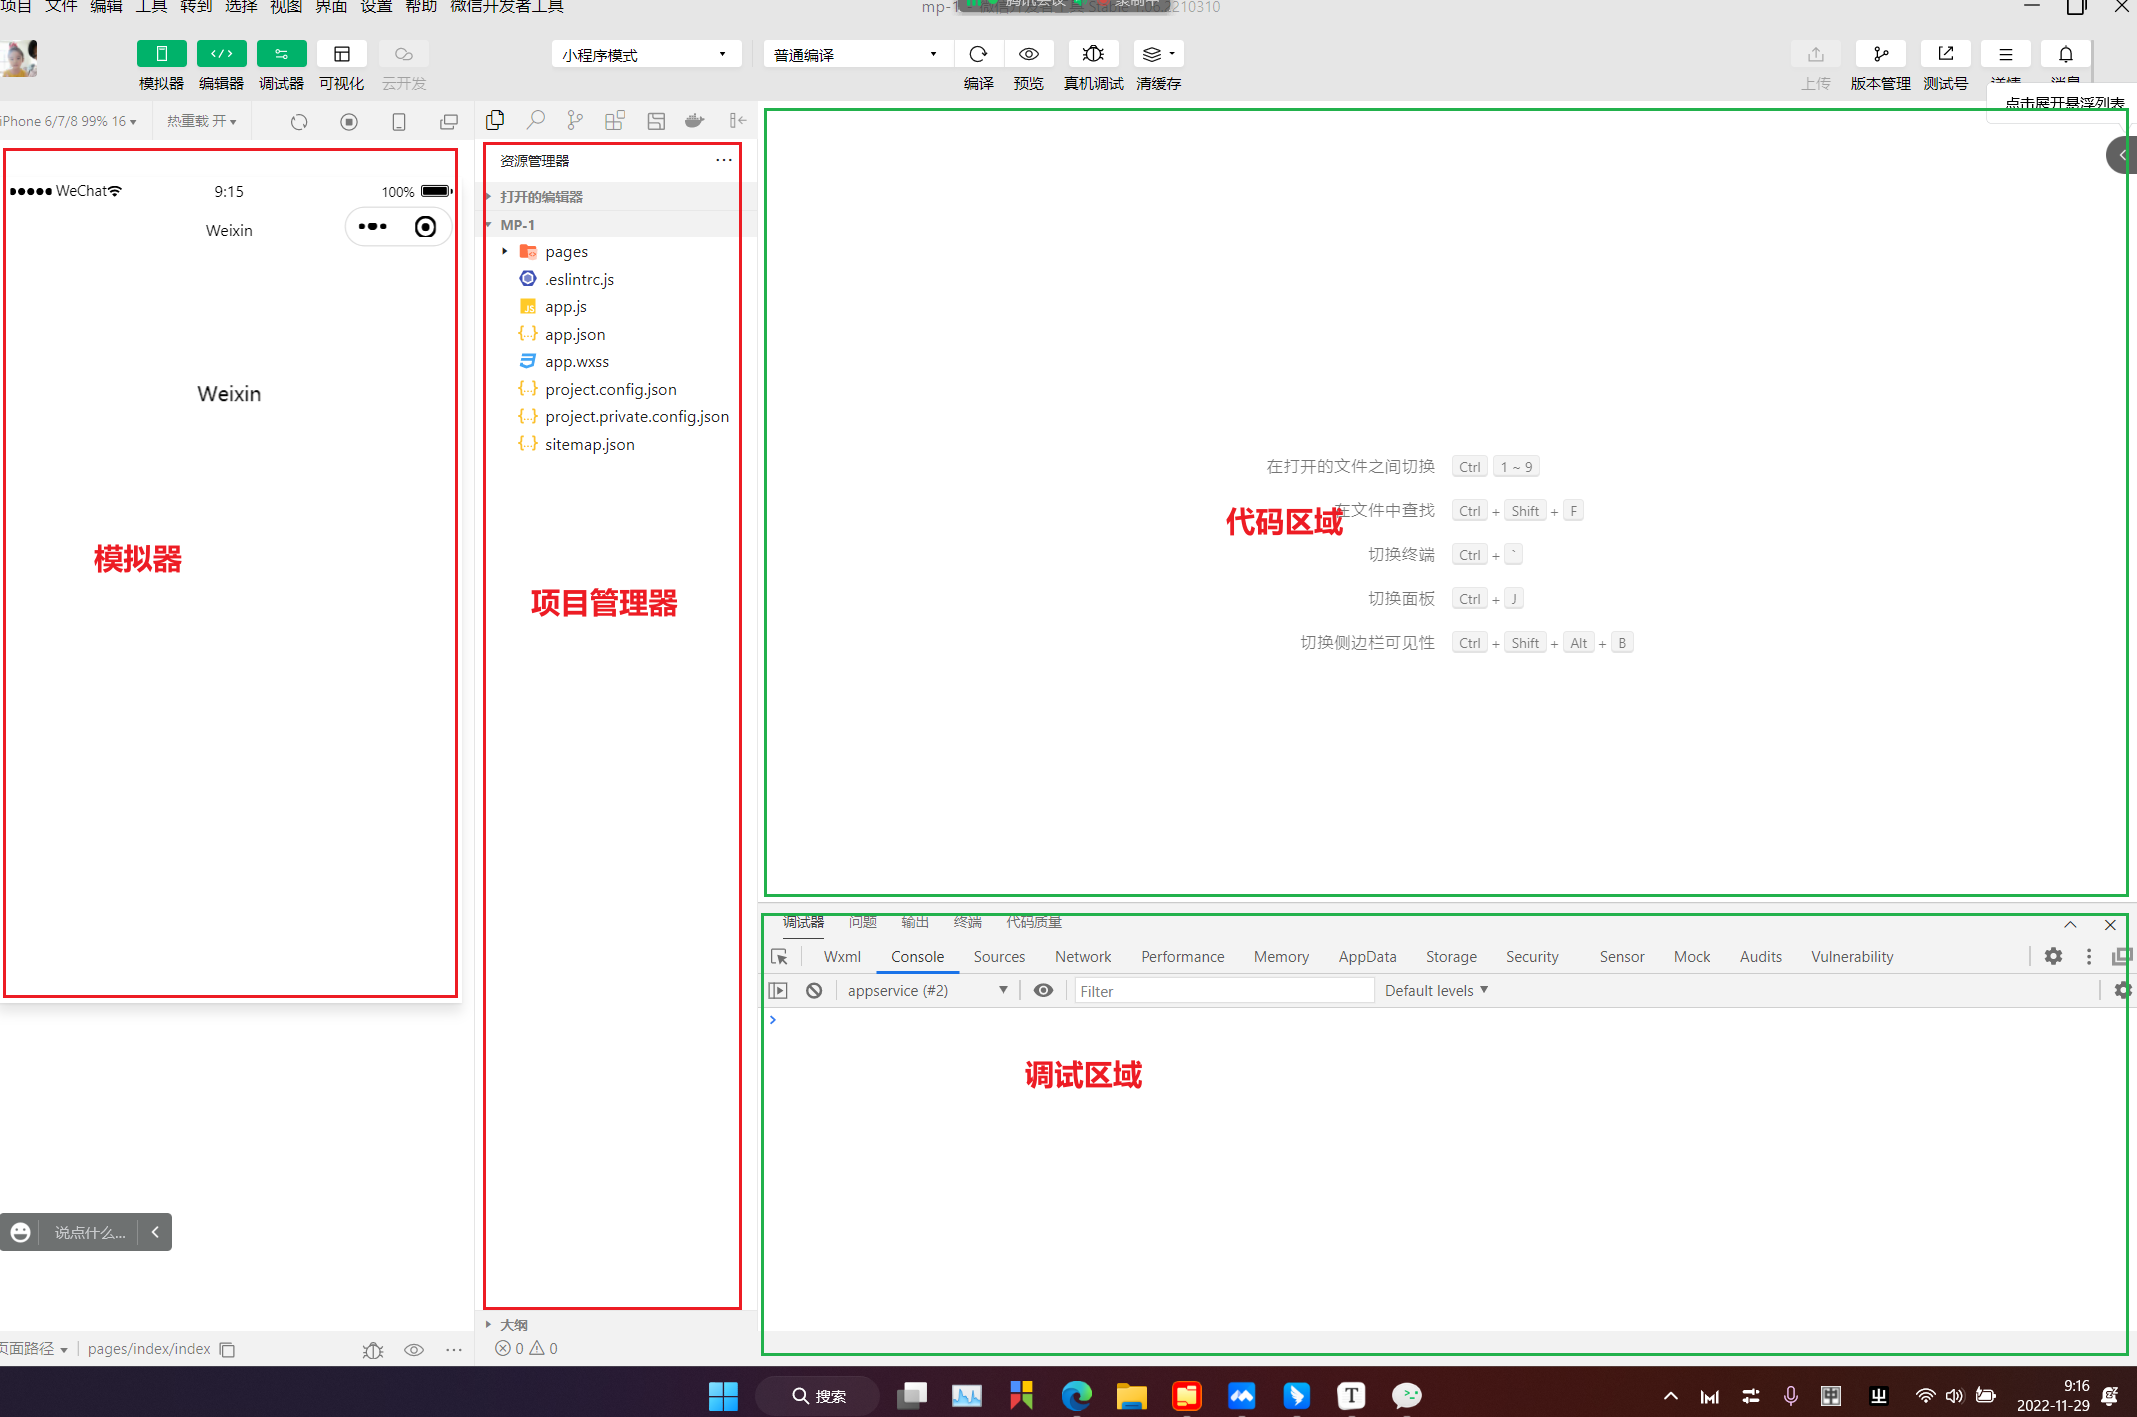 项目 文件 编辑 工具 转到 选择 视图 界面 设置 帮助 微信开发者工具
模拟器 编辑器 调试器 可视化 云开发
小程序模式
普通编译
编译 预览 真机调试 清缓存
上传 版本管理 测试号 详情 消息
点击展开悬浮列表
iPhone 6/7/8 99% 16
热重载 开
WeChat
9:15
100%
Weixin
Weixin
模拟器
说点什么...
页面路径 pages/index/index
资源管理器
打开的编辑器
MP-1
pages
.eslintrc.js
app.js
app.json
app.wxss
project.config.json
project.private.config.json
sitemap.json
项目管理器
大纲
0 0
在打开的文件之间切换 Ctrl 1 ~ 9
在文件中查找 Ctrl + Shift + F
代码区域
切换终端 Ctrl + `
切换面板 Ctrl + J
切换侧边栏可见性 Ctrl + Shift + Alt + B
调试器 问题 输出 终端 代码质量
Wxml Console Sources Network Performance Memory AppData Storage Security Sensor Mock Audits Vulnerability
appservice (#2) Filter Default levels
调试区域
搜索
9:16
2022-11-29